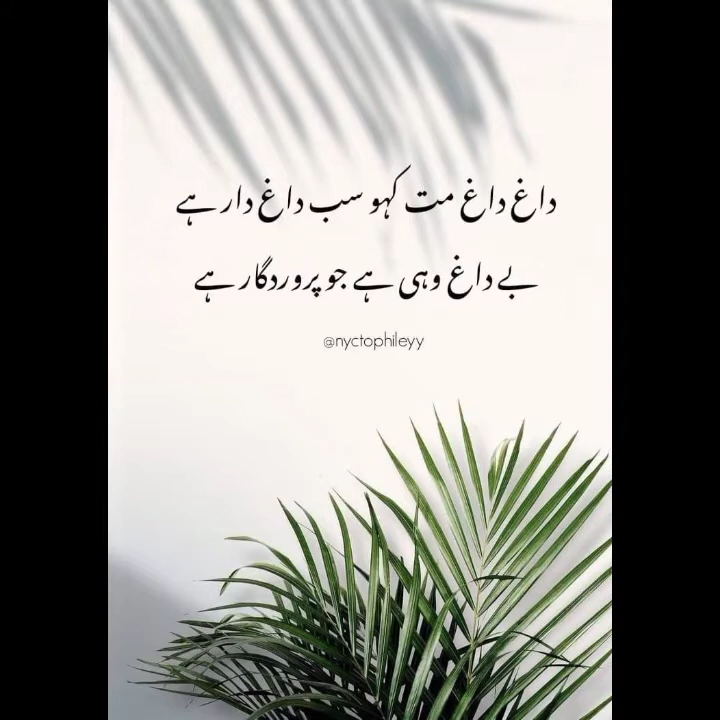 داغ داغ مت کہو سب داغ دار ہے
بے داغ وہی ہے جو پروردگار ہے
@nyctophileyy